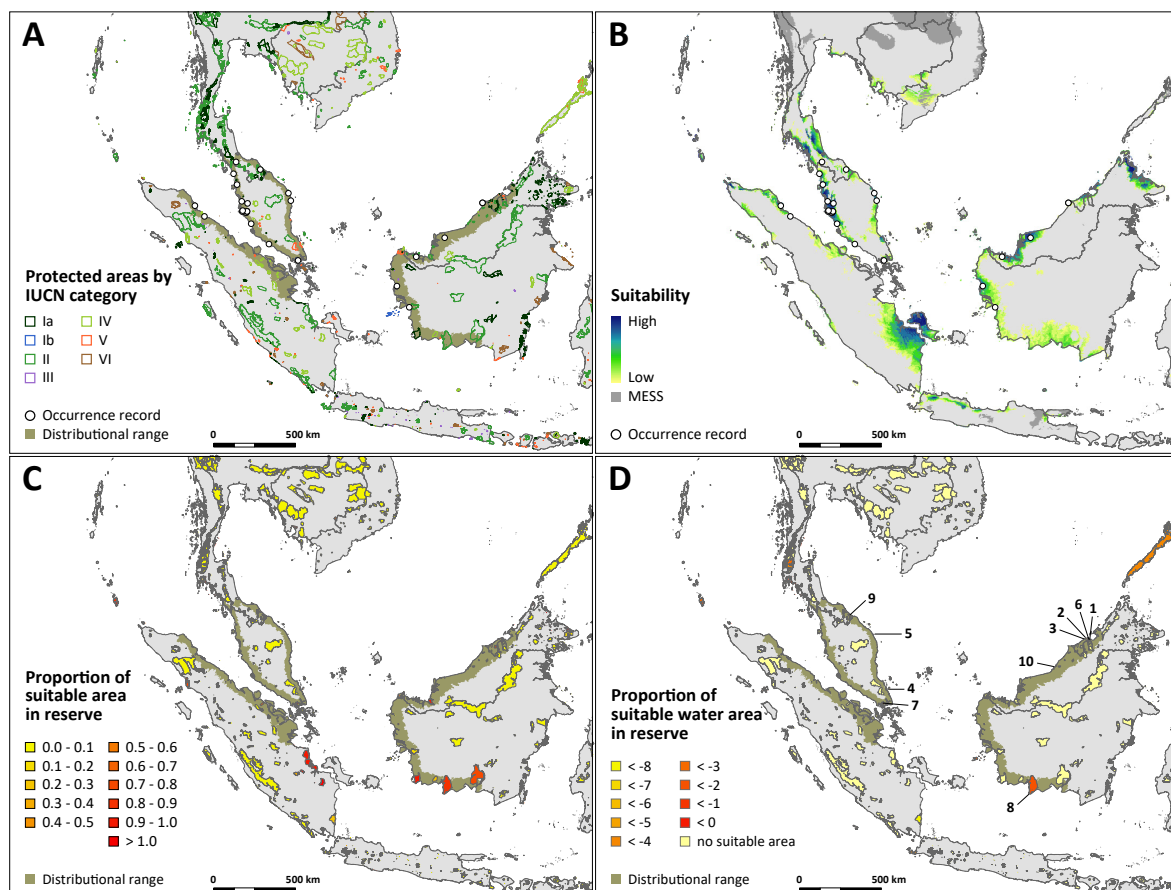 A
Protected areas by
IUCN category
Ia
IV
Ib
V
II
VI
III
Occurrence record
Distributional range
0
500 km
B
Suitability
High
Low
MESS
Occurrence record
0
500 km
C
Proportion of
suitable area
in reserve
0.0 - 0.1
0.5 - 0.6
0.1 - 0.2
0.6 - 0.7
0.2 - 0.3
0.7 - 0.8
0.3 - 0.4
0.8 - 0.9
0.4 - 0.5
0.9 - 1.0
> 1.0
Distributional range
0
500 km
D
9
5
6
2
1
3
10
4
7
8
Proportion of
suitable water area
in reserve
< -8
< -3
< -7
< -2
< -6
< -1
< -5
< 0
< -4
no suitable area
Distributional range
0
500 km